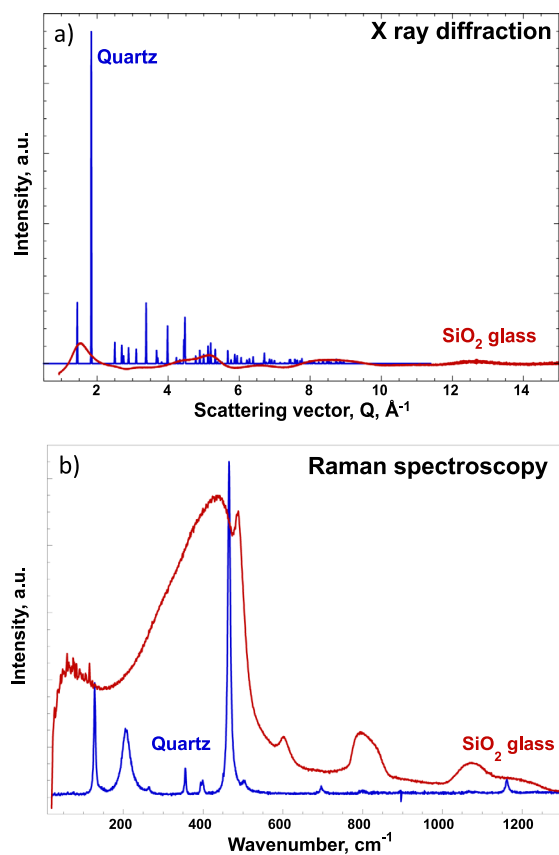 a)
X ray diffraction
Quartz
Intensity, a.u.
SiO₂ glass
2 4 6 8 10 12 14
Scattering vector, Q, Å⁻¹
b)
Raman spectroscopy
Intensity, a.u.
Quartz
SiO₂ glass
200 400 600 800 1000 1200
Wavenumber, cm⁻¹